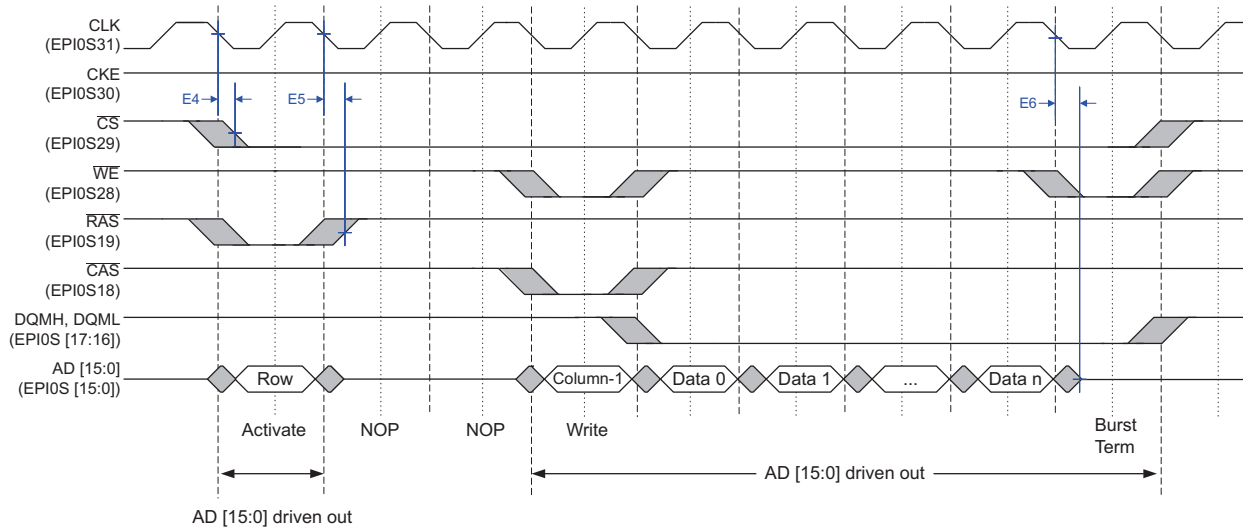 CLK
(EPI0S31)
CKE
(EPI0S30)
E4
E5
E6
CS
(EPI0S29)
WE
(EPI0S28)
RAS
(EPI0S19)
CAS
(EPI0S18)
DQMH, DQML
(EPI0S [17:16])
AD [15:0]
(EPI0S [15:0])
Row
Column-1
Data 0
Data 1
...
Data n
Activate
NOP
NOP
Write
Burst
Term
AD [15:0] driven out
AD [15:0] driven out